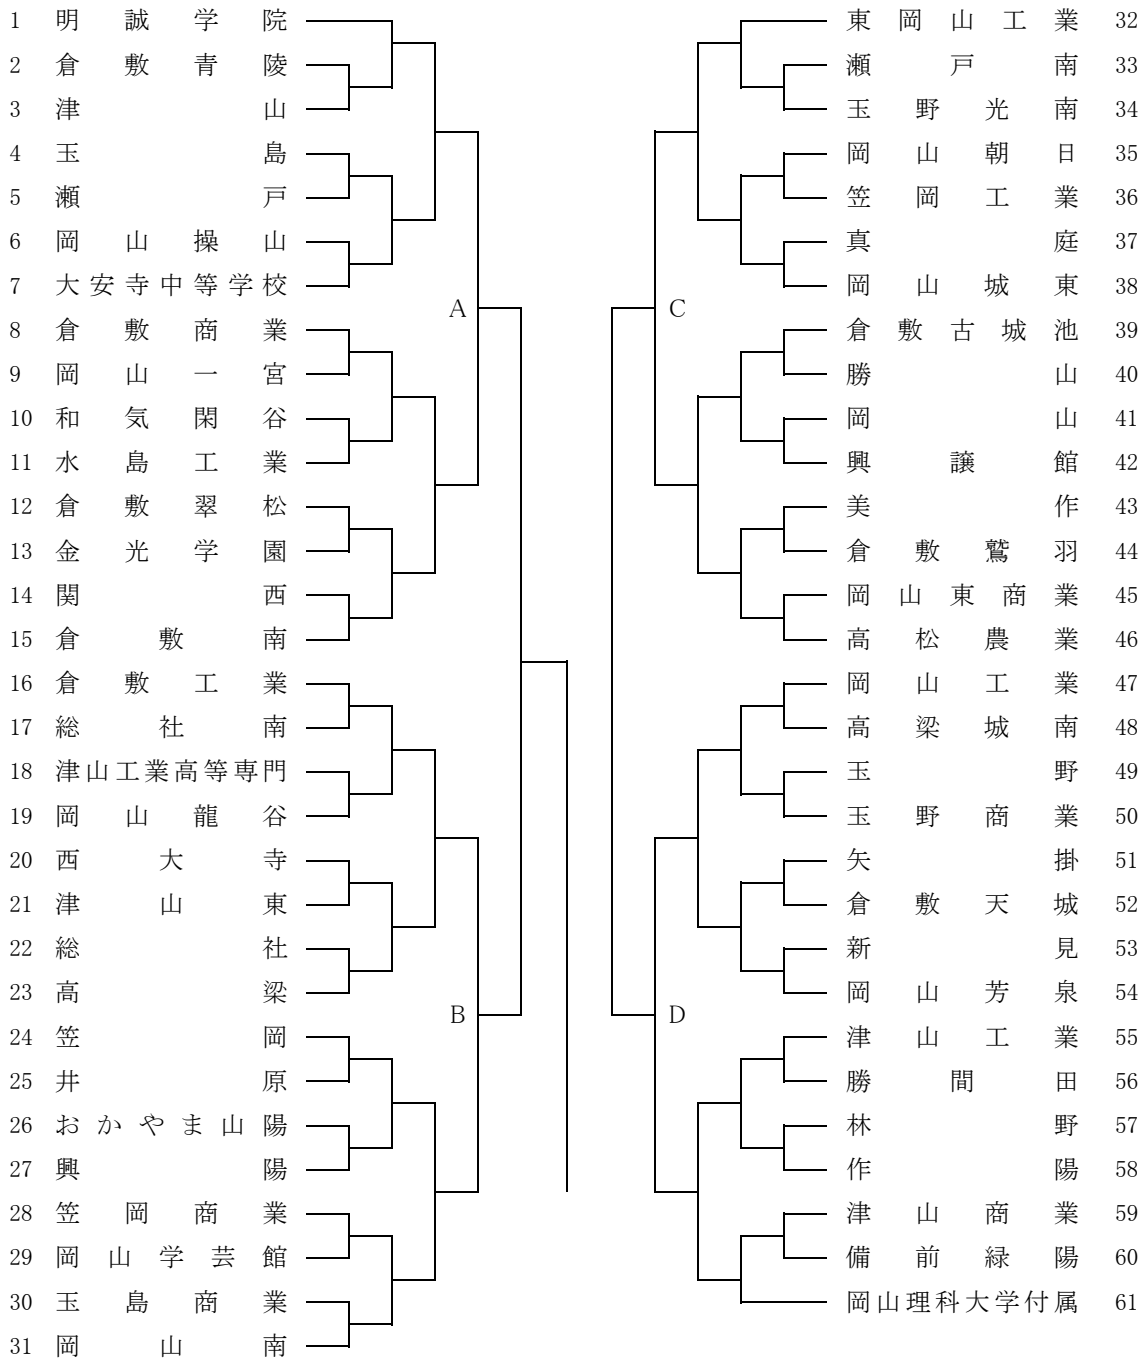 1 明誠学院
2 倉敷青陵
3 津山
4 玉島
5 瀬戸
6 岡山操山
7 大安寺中等学校
8 倉敷商業
9 岡山一宮
10 和気閑谷
11 水島工業
12 倉敷翠松
13 金光学園
14 関西
15 倉敷南
16 倉敷工業
17 総社南
18 津山工業高等専門
19 岡山龍谷
20 西大寺
21 津山東
22 総社
23 高梁
24 笠岡
25 井原
26 おかやま山陽
27 興陽
28 笠岡商業
29 岡山学芸館
30 玉島商業
31 岡山南
A
B
C
D
東岡山工業 32
瀬戸南 33
玉野光南 34
岡山朝日 35
笠岡工業 36
真庭 37
岡山城東 38
倉敷古城池 39
勝山 40
岡山 41
興譲館 42
美作 43
倉敷鷲羽 44
岡山東商業 45
高松農業 46
岡山工業 47
高梁城南 48
玉野 49
玉野商業 50
矢掛 51
倉敷天城 52
新見 53
岡山芳泉 54
津山工業 55
勝間田 56
林野 57
作陽 58
津山商業 59
備前緑陽 60
岡山理科大学付属 61